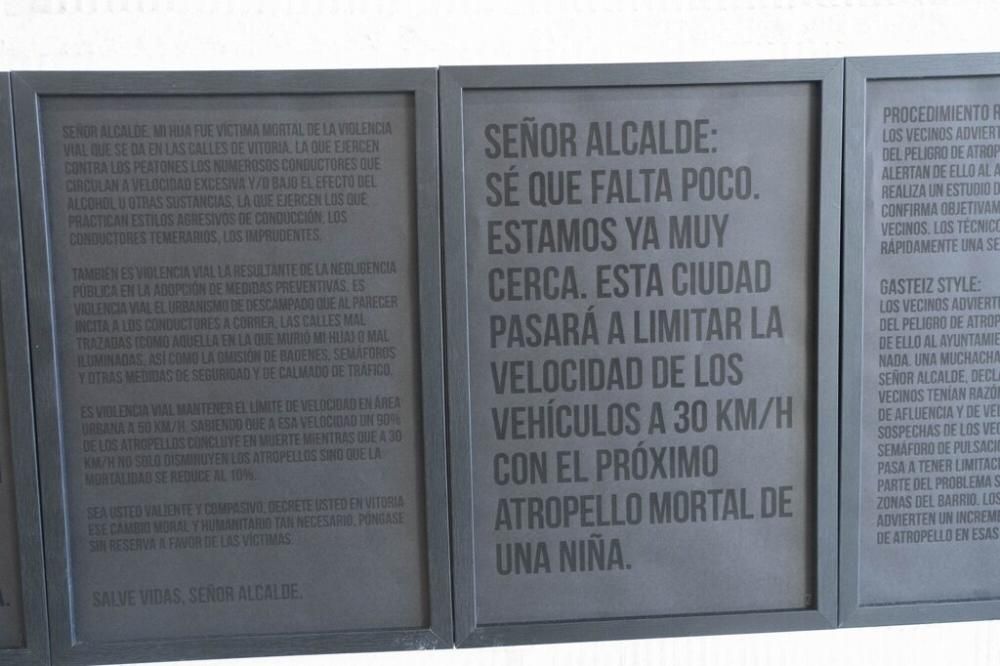 SEÑOR ALCALDE, MI HIJA FUE VÍCTIMA MORTAL DE LA VIOLENCIA
VIAL QUE SE DA EN LAS CALLES DE VITORIA. LA QUE EJERCEN
CONTRA LOS PEATONES LOS NUMEROSOS CONDUCTORES QUE
CIRCULAN A VELOCIDAD EXCESIVA Y/O BAJO EL EFECTO DEL
ALCOHOL U OTRAS SUSTANCIAS, LA QUE EJERCEN LOS QUE
PRACTICAN ESTILOS AGRESIVOS DE CONDUCCIÓN, LOS
CONDUCTORES TEMERARIOS, LOS IMPRUDENTES.
TAMBIÉN ES VIOLENCIA VIAL LA RESULTANTE DE LA NEGLIGENCIA
PÚBLICA EN LA ADOPCIÓN DE MEDIDAS PREVENTIVAS. ES
VIOLENCIA VIAL EL URBANISMO DE DESCAMPADO QUE AL PARECER
INCITA A LOS CONDUCTORES A CORRER, LAS CALLES MAL
TRAZADAS (COMO AQUELLA EN LA QUE MURIÓ MI HIJA) O MAL
ILUMINADAS, ASÍ COMO LA OMISIÓN DE BADENES, SEMÁFOROS
Y OTRAS MEDIDAS DE SEGURIDAD Y DE CALMADO DE TRÁFICO.
ES VIOLENCIA VIAL MANTENER EL LÍMITE DE VELOCIDAD EN ÁREA
URBANA A 50 KM/H, SABIENDO QUE A ESA VELOCIDAD UN 90%
DE LOS ATROPELLOS CONCLUYE EN MUERTE MIENTRAS QUE A 30
KM/H NO SOLO DISMINUYEN LOS ATROPELLOS SINO QUE LA
MORTALIDAD SE REDUCE AL 10%.
SEA USTED VALIENTE Y COMPASIVO, DECRETE USTED EN VITORIA
ESE CAMBIO MORAL Y HUMANITARIO TAN NECESARIO, PÓNGASE
SIN RESERVA A FAVOR DE LAS VÍCTIMAS
SALVE VIDAS, SEÑOR ALCALDE.
SEÑOR ALCALDE:
SÉ QUE FALTA POCO.
ESTAMOS YA MUY
CERCA. ESTA CIUDAD
PASARÁ A LIMITAR LA
VELOCIDAD DE LOS
VEHÍCULOS A 30 KM/H
CON EL PRÓXIMO
ATROPELLO MORTAL DE
UNA NIÑA.
PROCEDIMIENTO R
LOS VECINOS ADVIERT
DEL PELIGRO DE ATROP
ALERTAN DE ELLO AL A
REALIZA UN ESTUDIO D
CONFIRMA OBJETIVAM
VECINOS. LOS TÉCNICO
RÁPIDAMENTE UNA SE
GASTEIZ STYLE:
LOS VECINOS ADVIERT
DEL PELIGRO DE ATROP
DE ELLO AL AYUNTAMIE
NADA. UNA MUCHACHA
SEÑOR ALCALDE, DECLA
VECINOS TENÍAN RAZÓ
DE AFLUENCIA Y DE VE
SOSPECHAS DE LOS VEC
SEMÁFORO DE PULSACI
PASA A TENER LIMITAC
PARTE DEL PROBLEMA S
ZONAS DEL BARRIO. LOS
ADVIERTEN UN INCREM
DE ATROPELLO EN ESAS